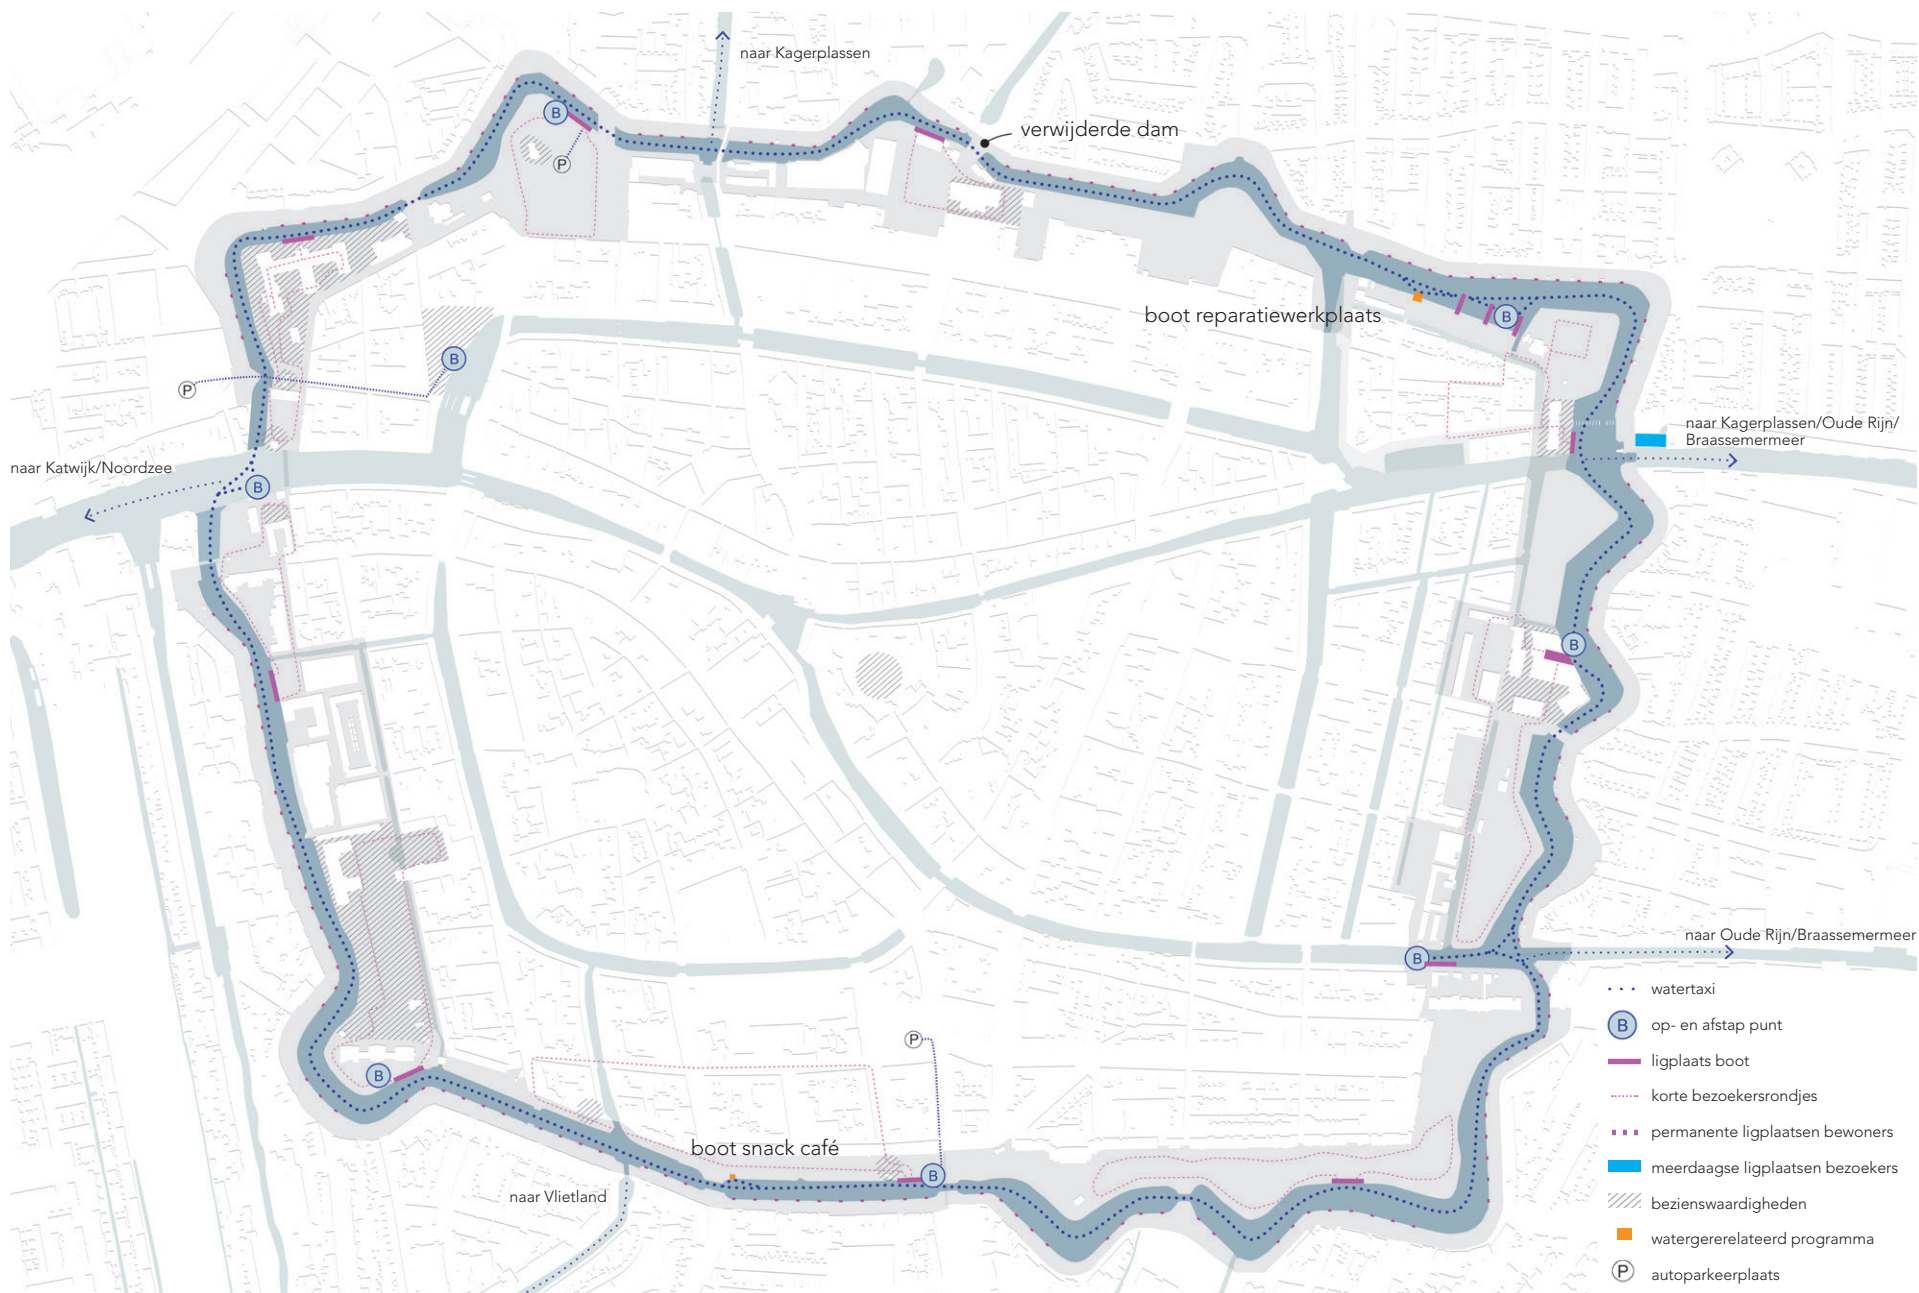 naar Kagerplassen
B
verwijderde dam
P
boot reparatiewerkplaats
B
B
P
naar Kagerplassen/Oude Rijn/
Braassemermeer
naar Katwijk/Noordzee
B
B
naar Oude Rijn/Braassemermeer
B
watertaxi
B op- en afstap punt
P
ligplaats boot
B
korte bezoekersrondjes
permanente ligplaatsen bewoners
boot snack café
meerdaagse ligplaatsen bezoekers
B
naar Vlietland
bezienswaardigheden
watergererelateerd programma
P autoparkeerplaats